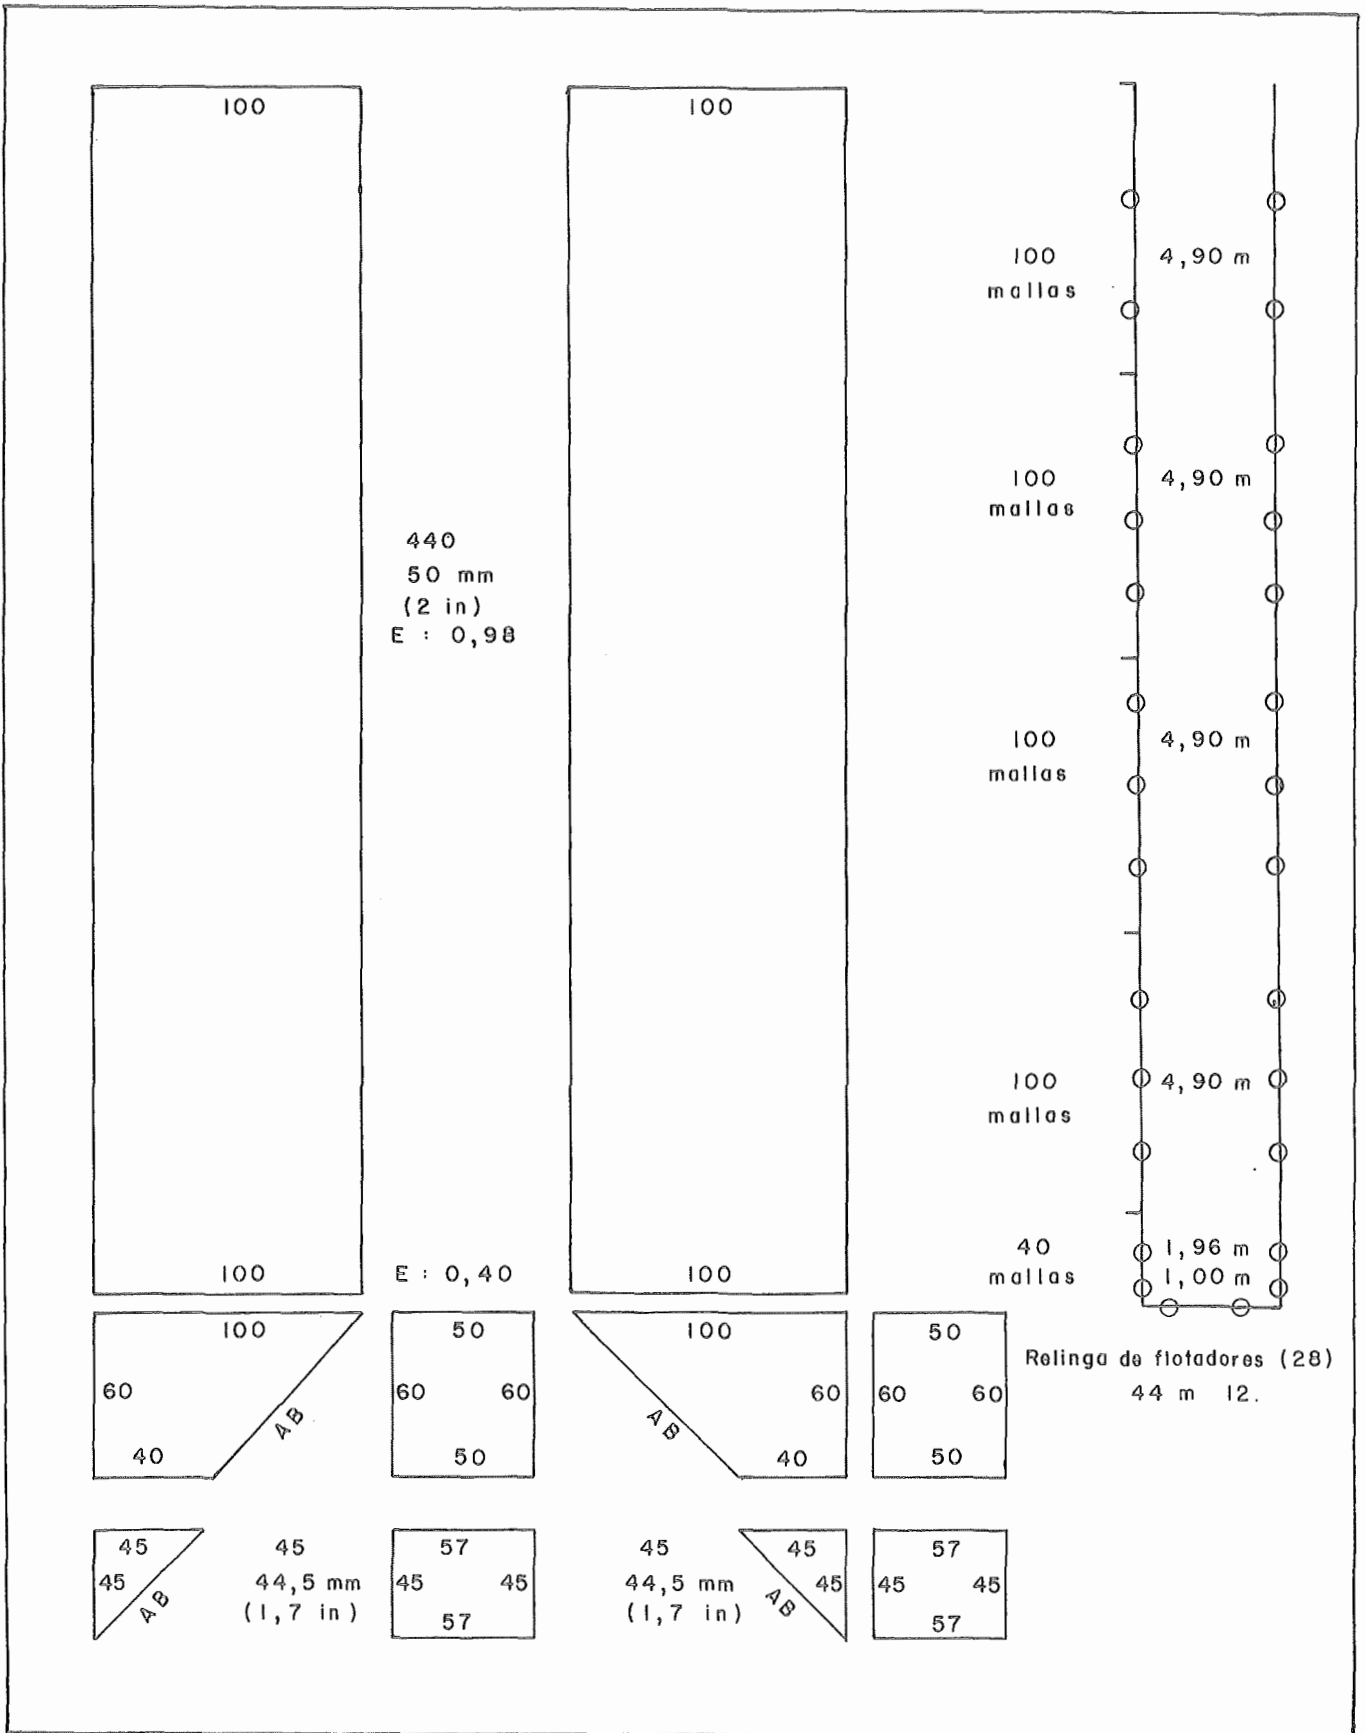 100
100
440
50 mm
(2 in)
E : 0,98
100
mallas
4,90 m
100
mallas
4,90 m
100
mallas
4,90 m
100
mallas
4,90 m
40
mallas
1,96 m
1,00 m
100
E : 0,40
100
100
60
40
AB
50
60 60
50
100
60
40
AB
50
60 60
50
Relinga de flotadores (28)
44 m 12.
45
45
AB
45
44,5 mm
(1,7 in)
57
45 45
57
45
44,5 mm
(1,7 in)
45
45
AB
57
45 45
57